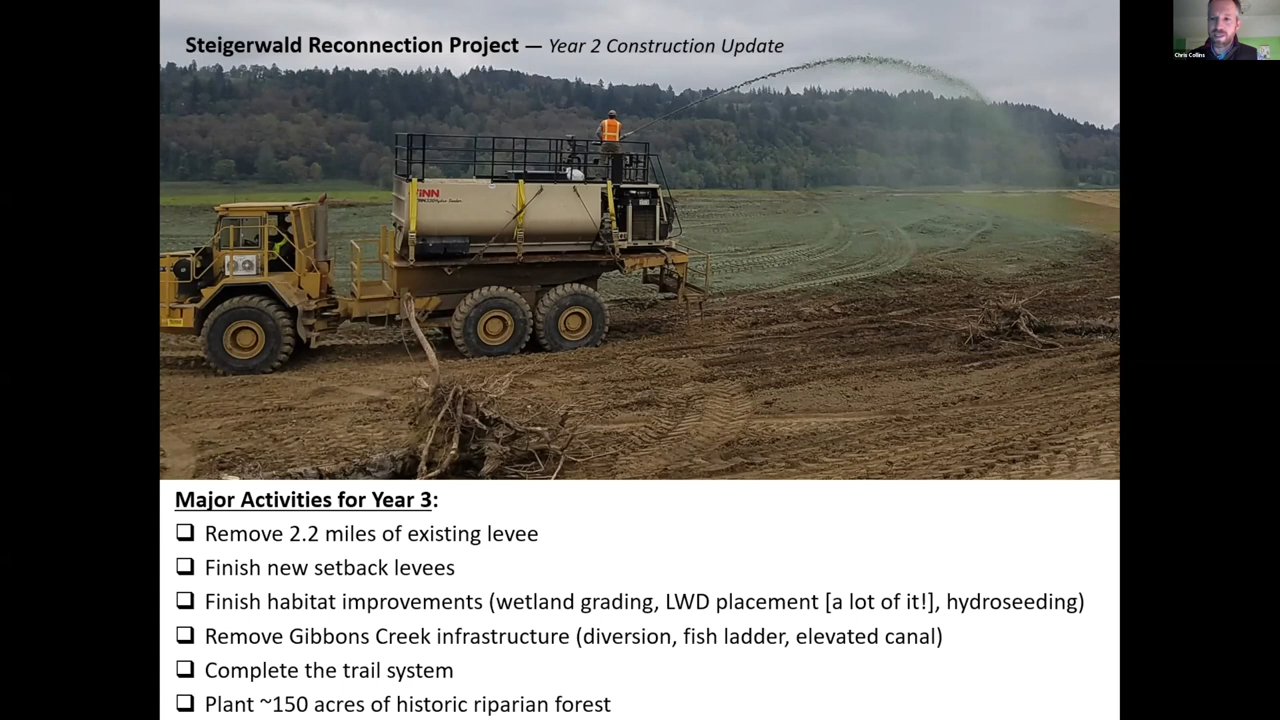 Steigerwald Reconnection Project — Year 2 Construction Update
Chris Collins
Major Activities for Year 3:
Remove 2.2 miles of existing levee
Finish new setback levees
Finish habitat improvements (wetland grading, LWD placement [a lot of it!], hydroseeding)
Remove Gibbons Creek infrastructure (diversion, fish ladder, elevated canal)
Complete the trail system
Plant ~150 acres of historic riparian forest